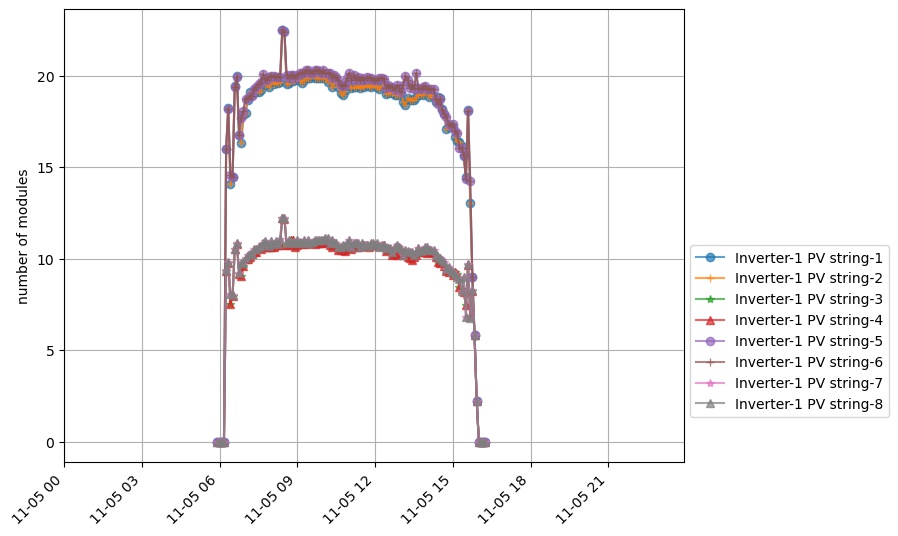 number of modules
20
15
10
5
0
11-05 00
11-05 03
11-05 06
11-05 09
11-05 12
11-05 15
11-05 18
11-05 21
Inverter-1 PV string-1
Inverter-1 PV string-2
Inverter-1 PV string-3
Inverter-1 PV string-4
Inverter-1 PV string-5
Inverter-1 PV string-6
Inverter-1 PV string-7
Inverter-1 PV string-8